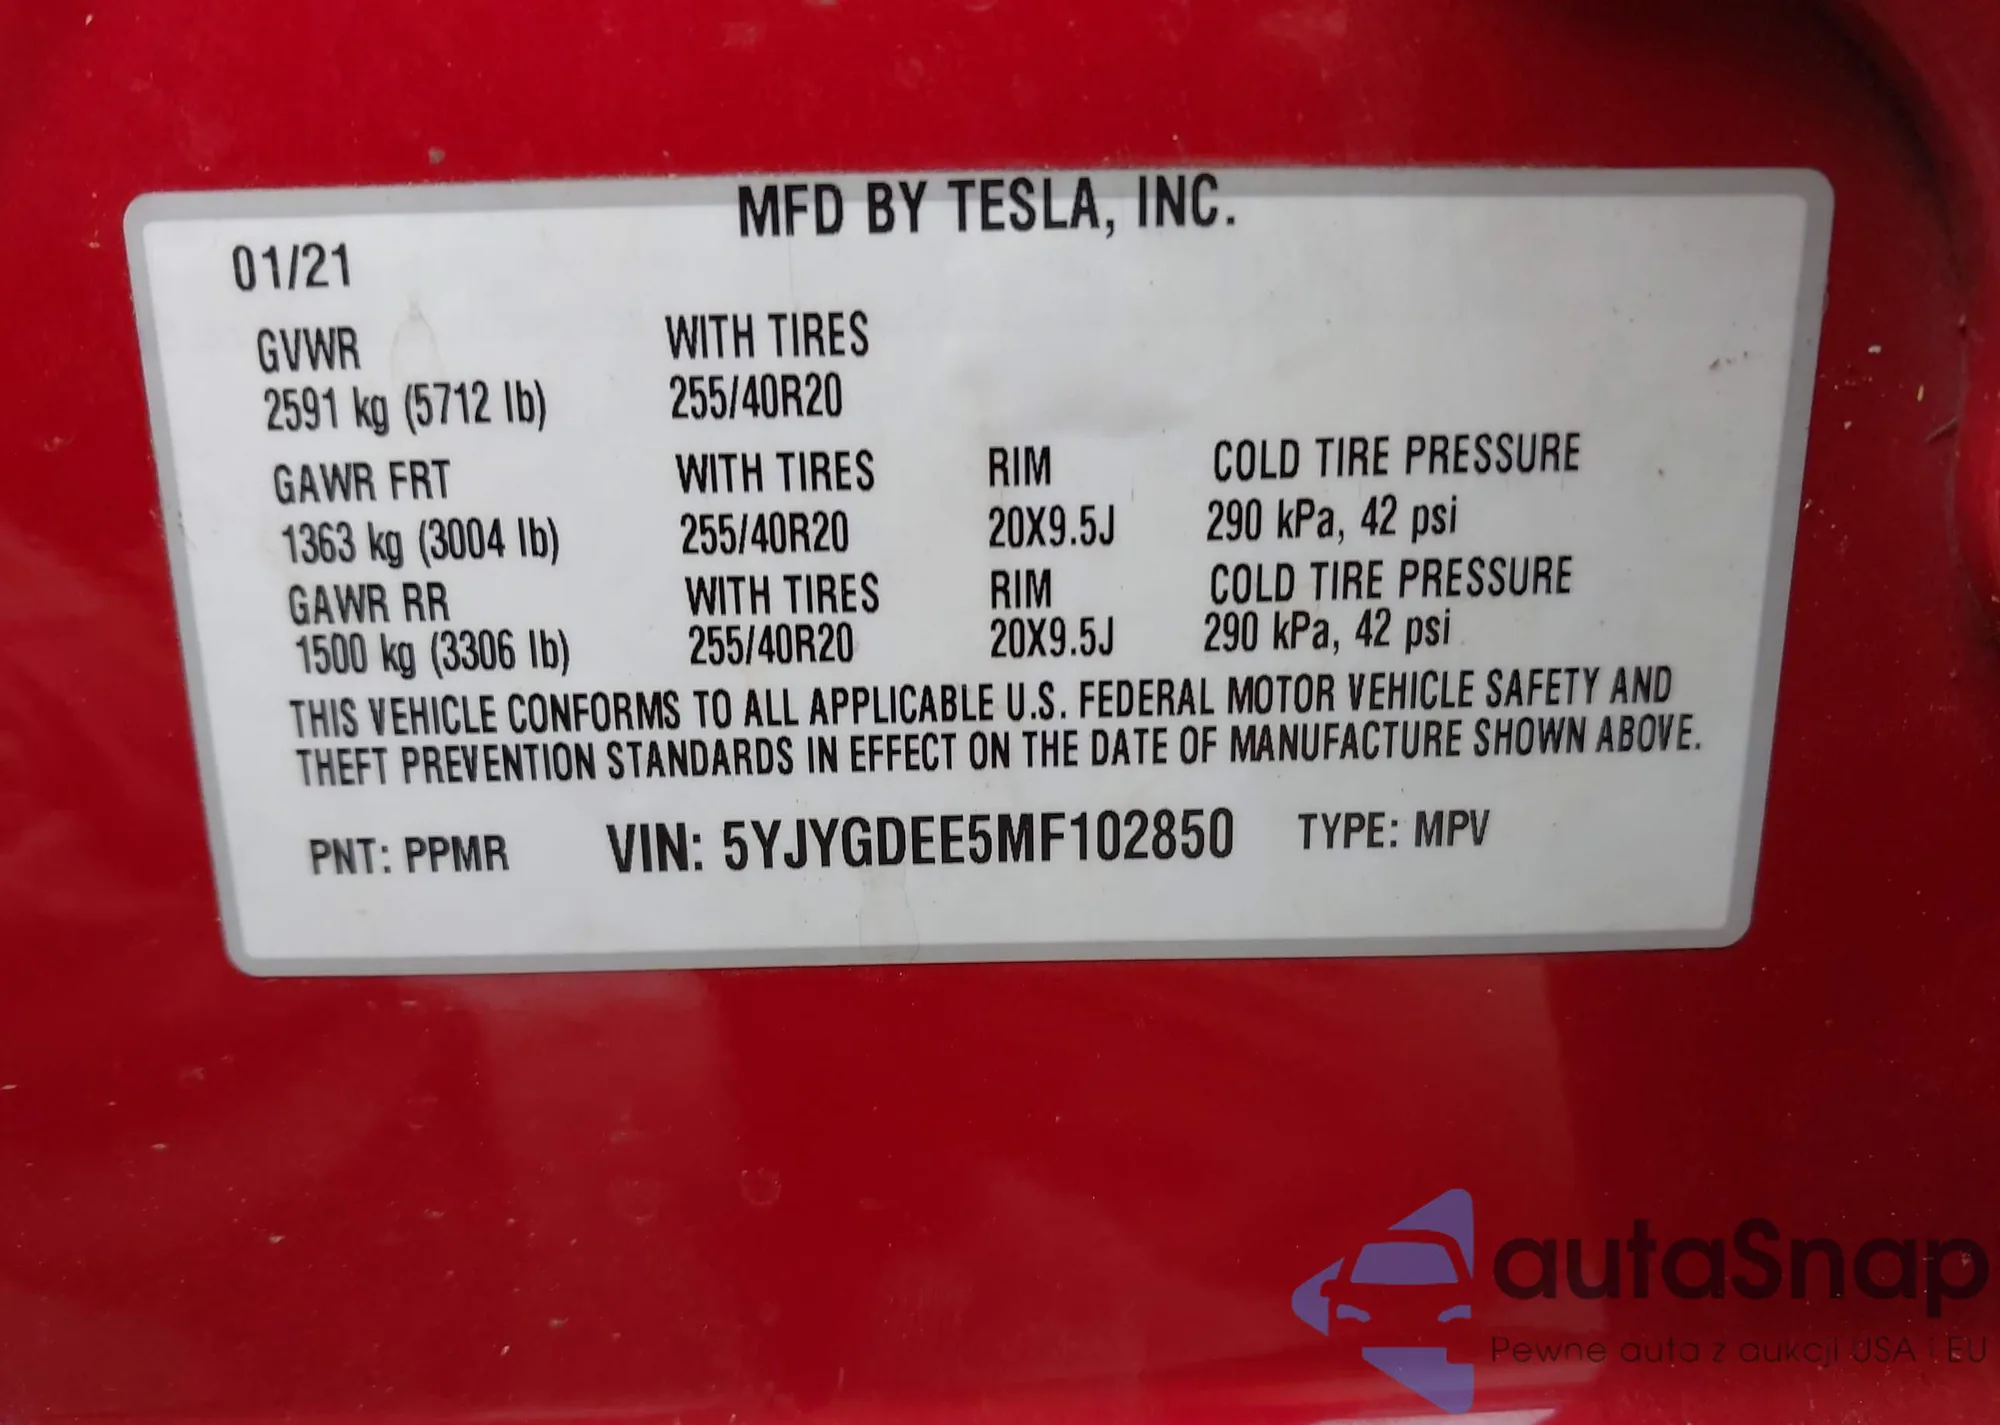 MFD BY TESLA, INC.
01/21
GVWR WITH TIRES
2591 kg (5712 lb) 255/40R20
GAWR FRT WITH TIRES RIM COLD TIRE PRESSURE
1363 kg (3004 lb) 255/40R20 20X9.5J 290 kPa, 42 psi
GAWR RR WITH TIRES RIM COLD TIRE PRESSURE
1500 kg (3306 lb) 255/40R20 20X9.5J 290 kPa, 42 psi
THIS VEHICLE CONFORMS TO ALL APPLICABLE U.S. FEDERAL MOTOR VEHICLE SAFETY AND
THEFT PREVENTION STANDARDS IN EFFECT ON THE DATE OF MANUFACTURE SHOWN ABOVE.
PNT: PPMR VIN: 5YJYGDEE5MF102850 TYPE: MPV
autaSnap
Pewne auta z aukcji USA i EU